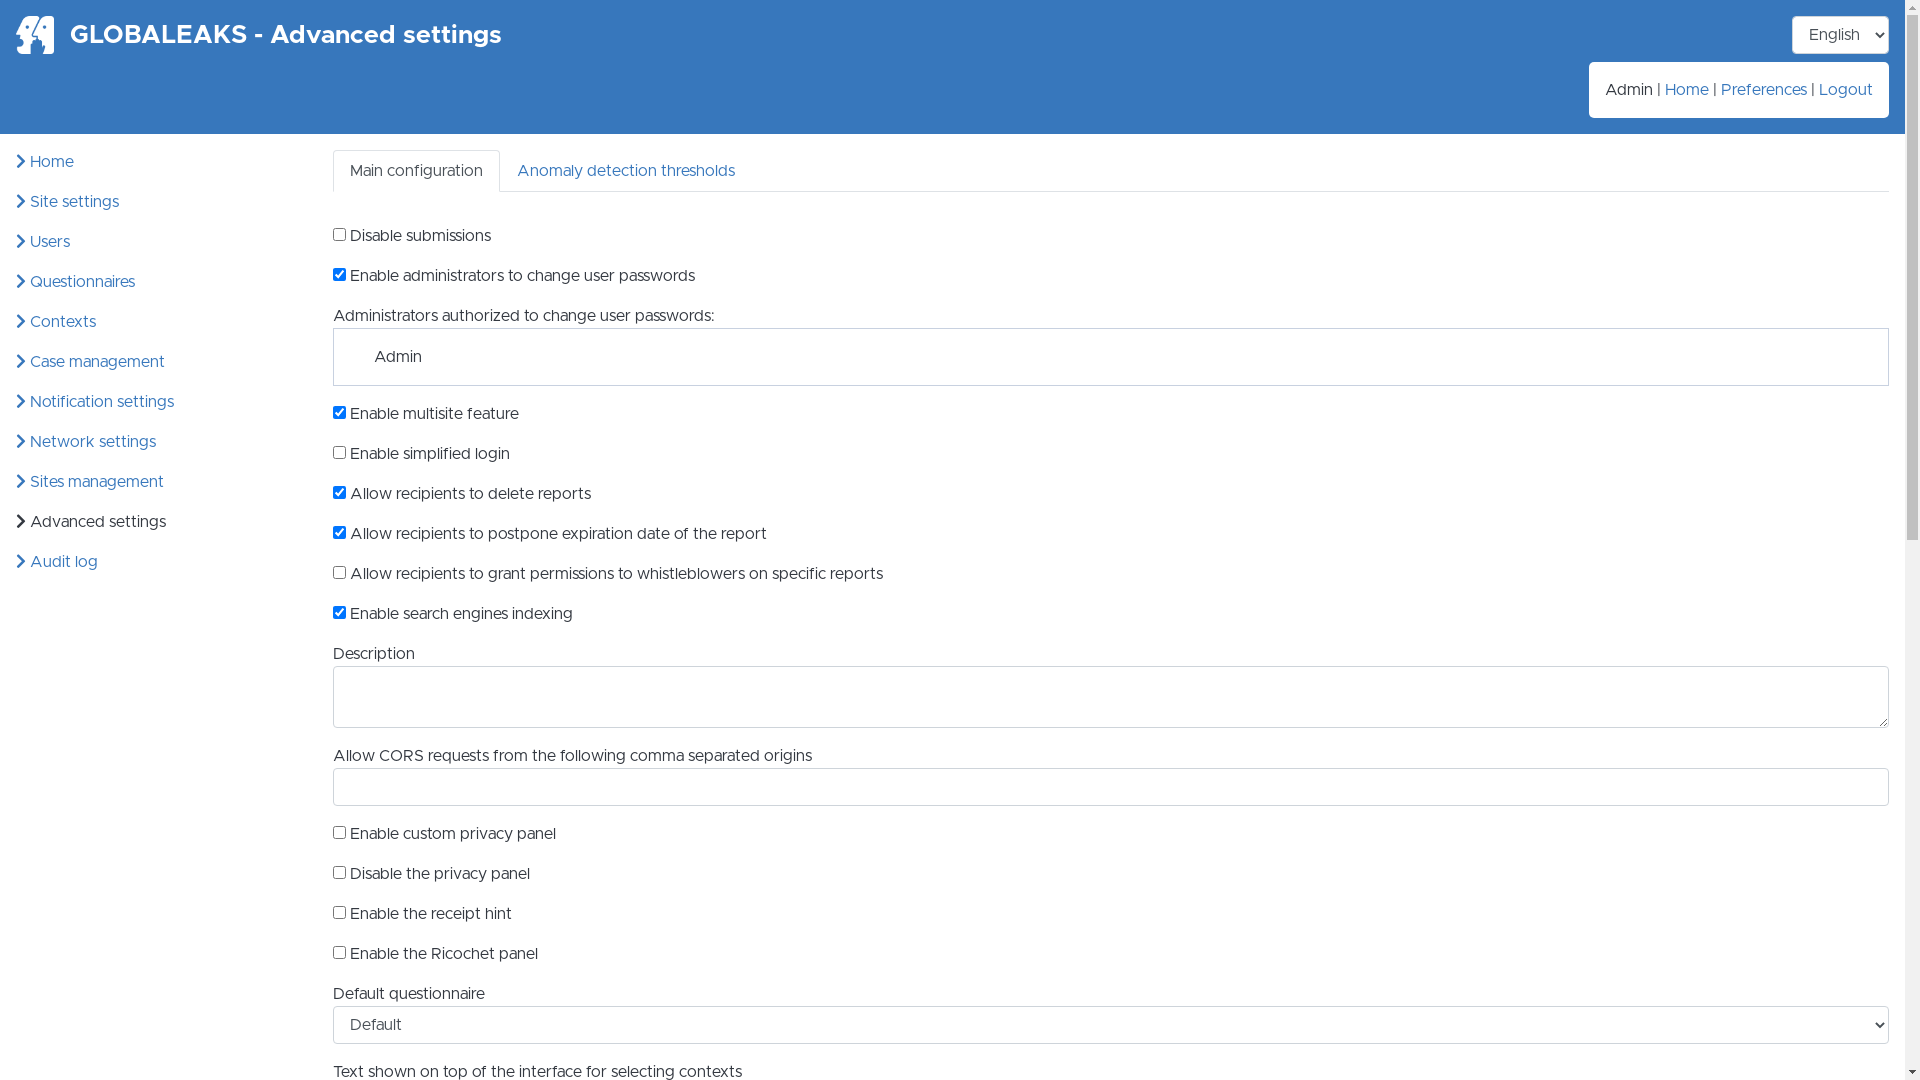 GLOBALEAKS - Advanced settings
English
Admin | Home | Preferences | Logout
Home
Site settings
Users
Questionnaires
Contexts
Case management
Notification settings
Network settings
Sites management
Advanced settings
Audit log
Main configuration
Anomaly detection thresholds
Disable submissions
Enable administrators to change user passwords
Administrators authorized to change user passwords:
Admin
Enable multisite feature
Enable simplified login
Allow recipients to delete reports
Allow recipients to postpone expiration date of the report
Allow recipients to grant permissions to whistleblowers on specific reports
Enable search engines indexing
Description
Allow CORS requests from the following comma separated origins
Enable custom privacy panel
Disable the privacy panel
Enable the receipt hint
Enable the Ricochet panel
Default questionnaire
Default
Text shown on top of the interface for selecting contexts